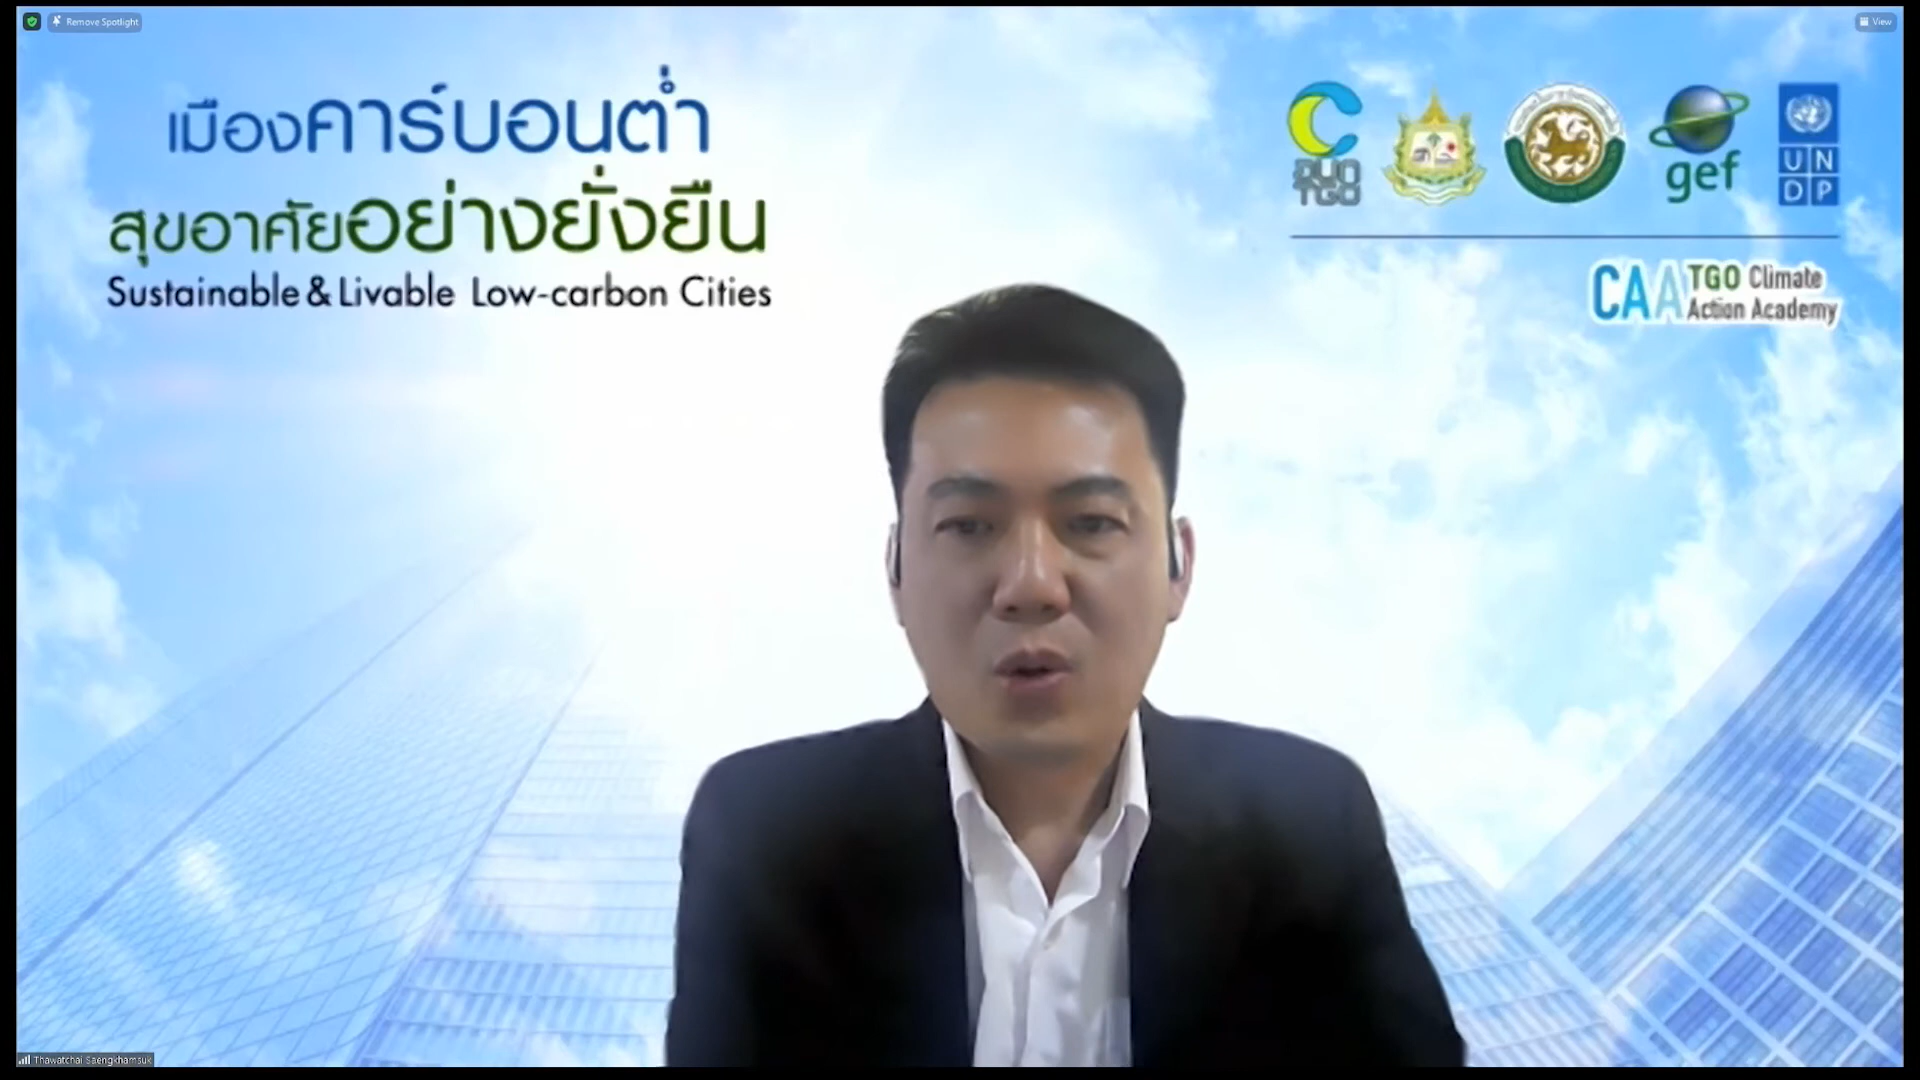 Remove Spotlight
View
เมืองคาร์บอนต่ำ
สุขอาศัยอย่างยั่งยืน
Sustainable & Livable Low-carbon Cities
TGO
gef
UN
DP
CAA TGO Climate
Action Academy
Thawatchai Saengkhamsuk